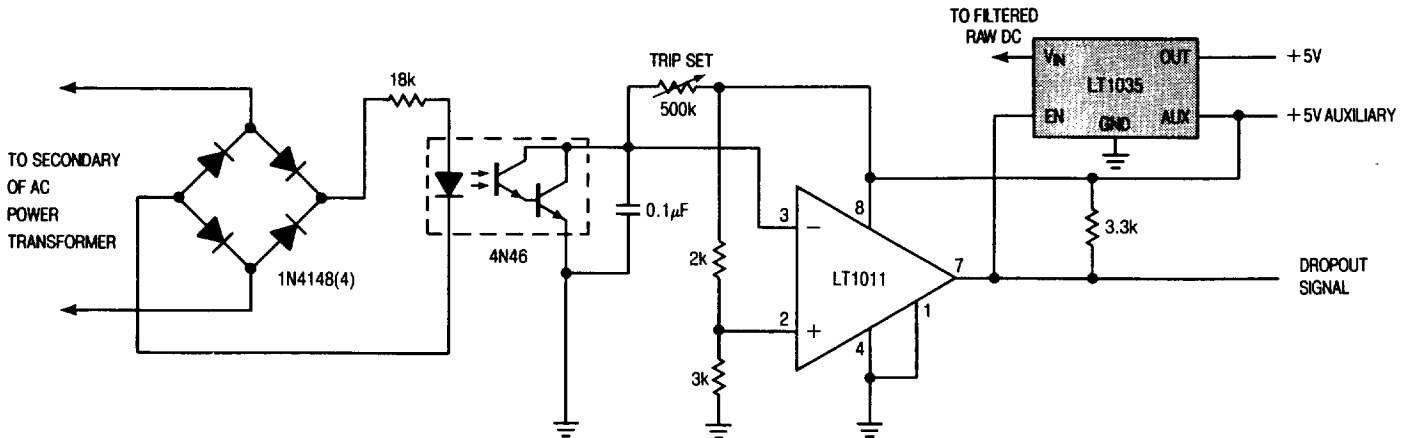 TO FILTERED
RAW DC
VIN
OUT
+5V
LT1035
EN
AUX
+5V AUXILIARY
GND
TRIP SET
500k
18k
TO SECONDARY
OF AC
POWER
TRANSFORMER
1N4148(4)
4N46
0.1µF
2k
3k
3
2
8
LT1011
7
1
4
3.3k
DROPOUT
SIGNAL
−
+